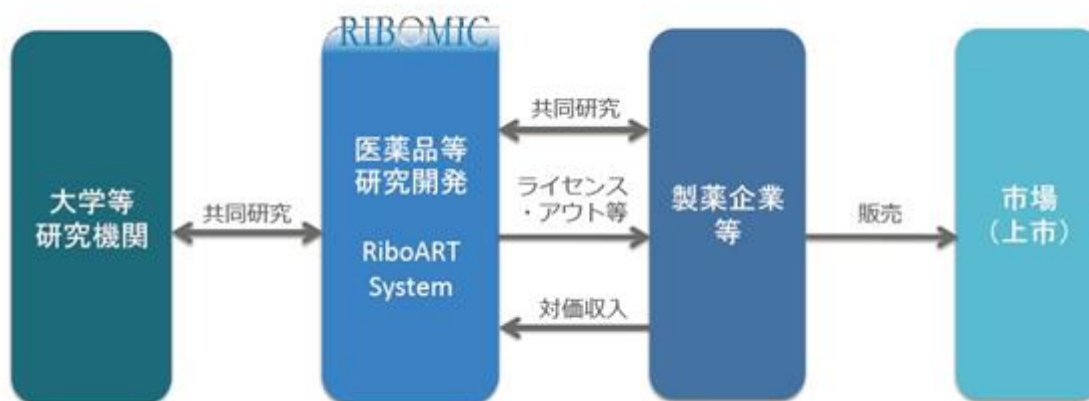 RIBOMIC
大学等
研究機関
共同研究
医薬品等
研究開発
RiboART
System
共同研究
ライセンス
・アウト等
対価収入
製薬企業
等
販売
市場
（上市）